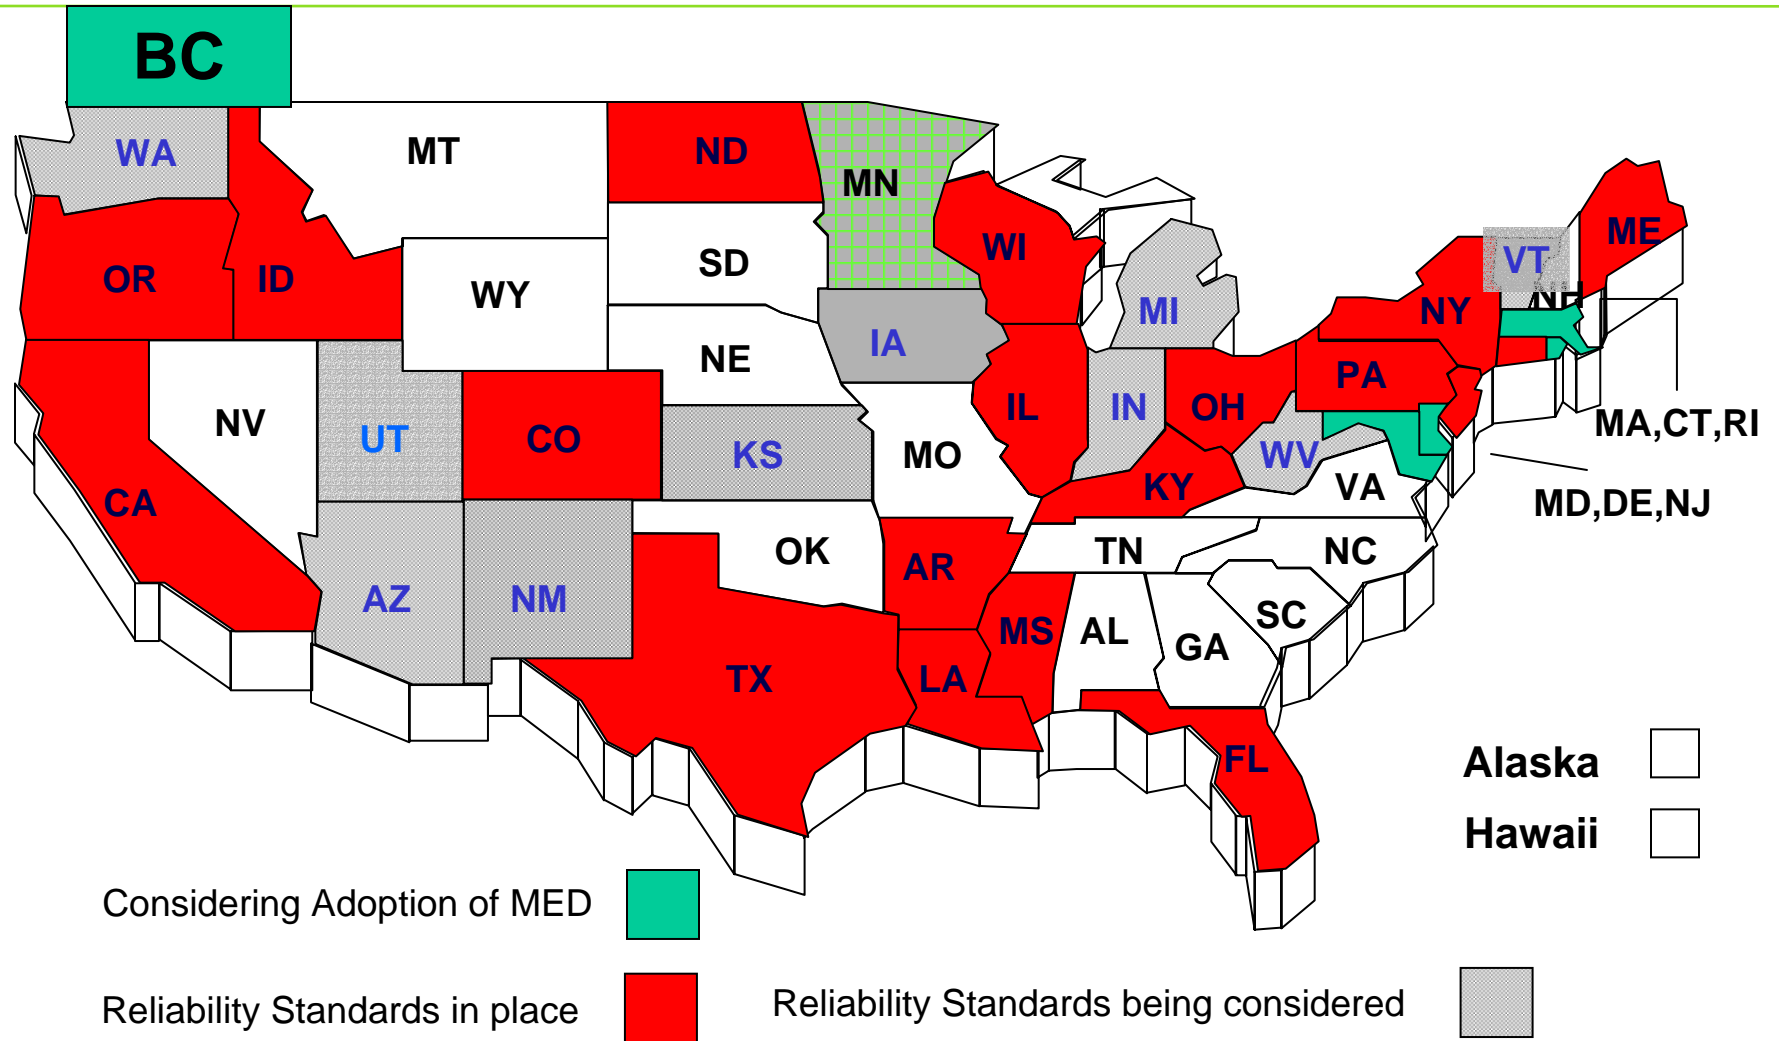 BC
WA
MT
ND
MN
OR
ID
WY
SD
WI
MI
NY
VT
NH
ME
NV
UT
CO
NE
IA
IL
IN
OH
PA
MA,CT,RI
CA
KS
MO
KY
WV
VA
MD,DE,NJ
AZ
NM
OK
AR
TN
NC
TX
LA
MS
AL
GA
SC
FL
Alaska
Hawaii
Considering Adoption of MED
Reliability Standards in place
Reliability Standards being considered